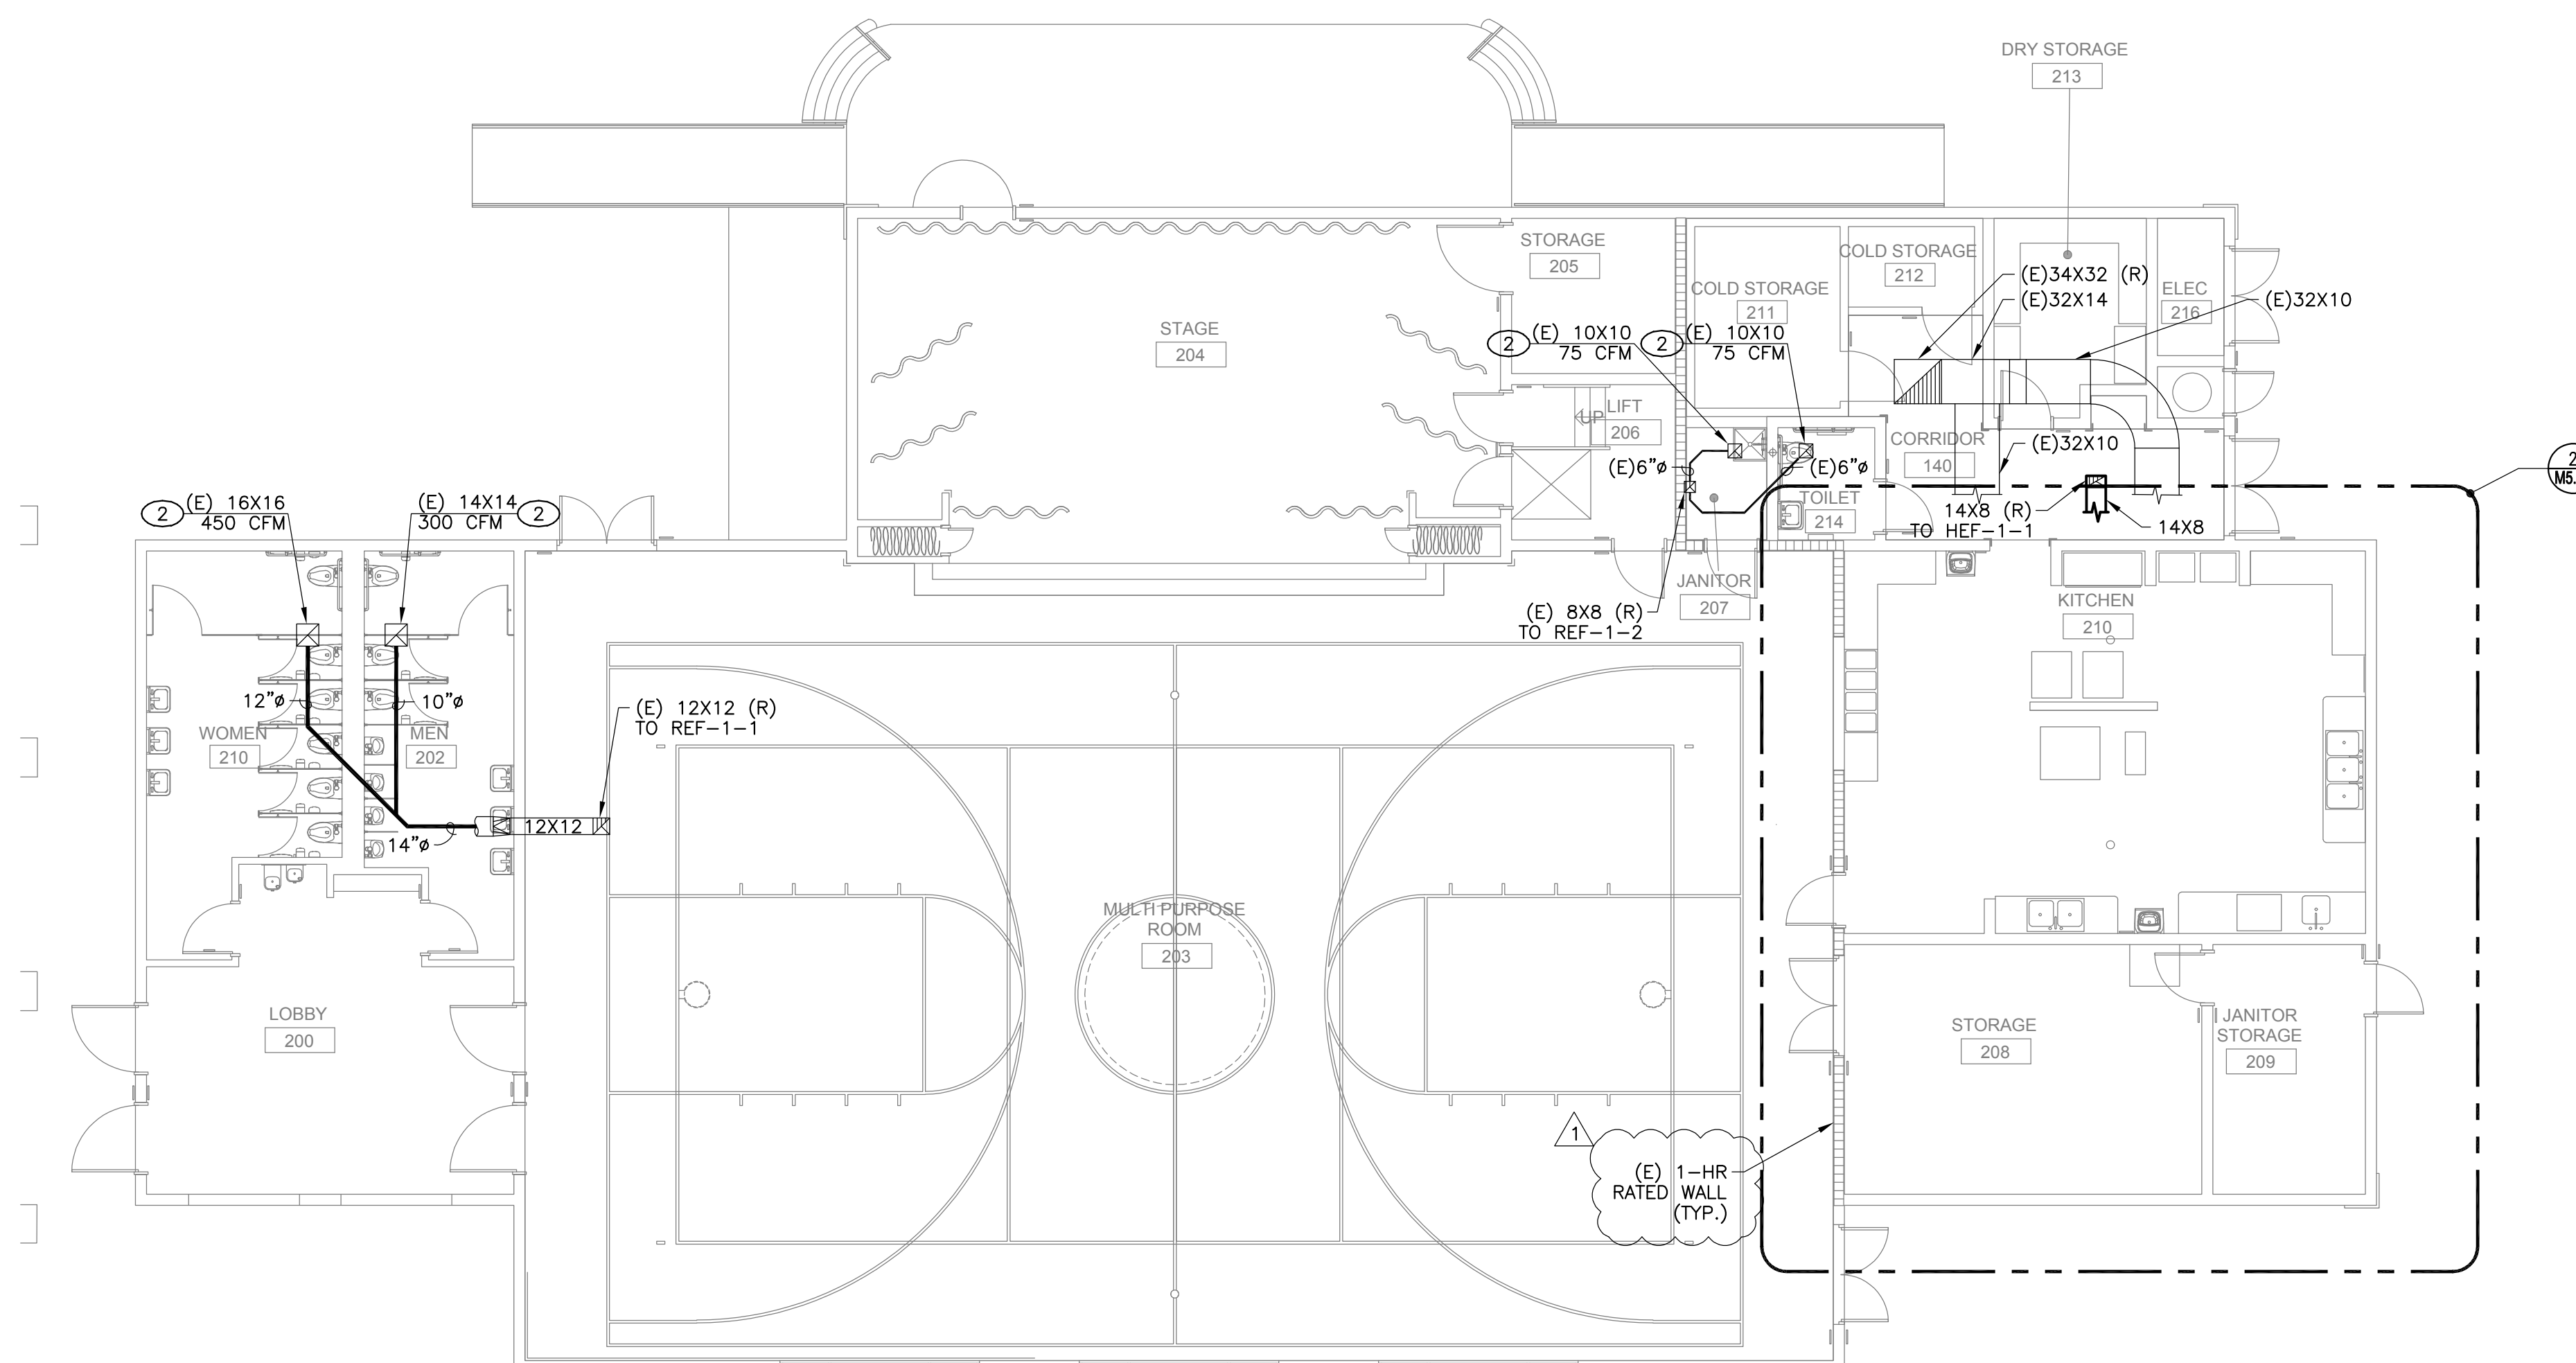 DRY STORAGE
213
STORAGE
205
COLD STORAGE
212
(E)34X32 (R)
(E)32X14
COLD STORAGE
211
ELEC
216
(E)32X10
STAGE
204
2
(E) 10X10
75 CFM
2
(E) 10X10
75 CFM
UP
LIFT
206
CORRIDOR
140
(E)32X10
(E)6"ø
(E)6"ø
2
M5.
2
(E) 16X16
450 CFM
(E) 14X14
300 CFM
2
TOILET
214
14X8 (R)
TO HEF-1-1
14X8
JANITOR
207
(E) 8X8 (R)
TO REF-1-2
KITCHEN
210
12"ø
10"ø
(E) 12X12 (R)
TO REF-1-1
WOMEN
210
MEN
202
12X12
14"ø
MULTI PURPOSE
ROOM
203
LOBBY
200
STORAGE
208
JANITOR
STORAGE
209
1
(E) 1-HR
RATED WALL
(TYP.)